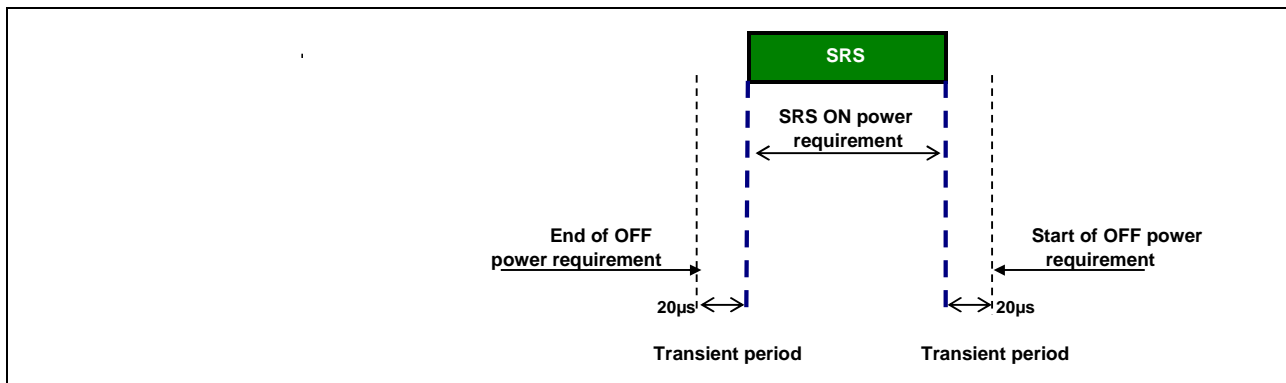 SRS
SRS ON power
requirement
End of OFF
power requirement
Start of OFF power
requirement
20µs
20µs
Transient period
Transient period